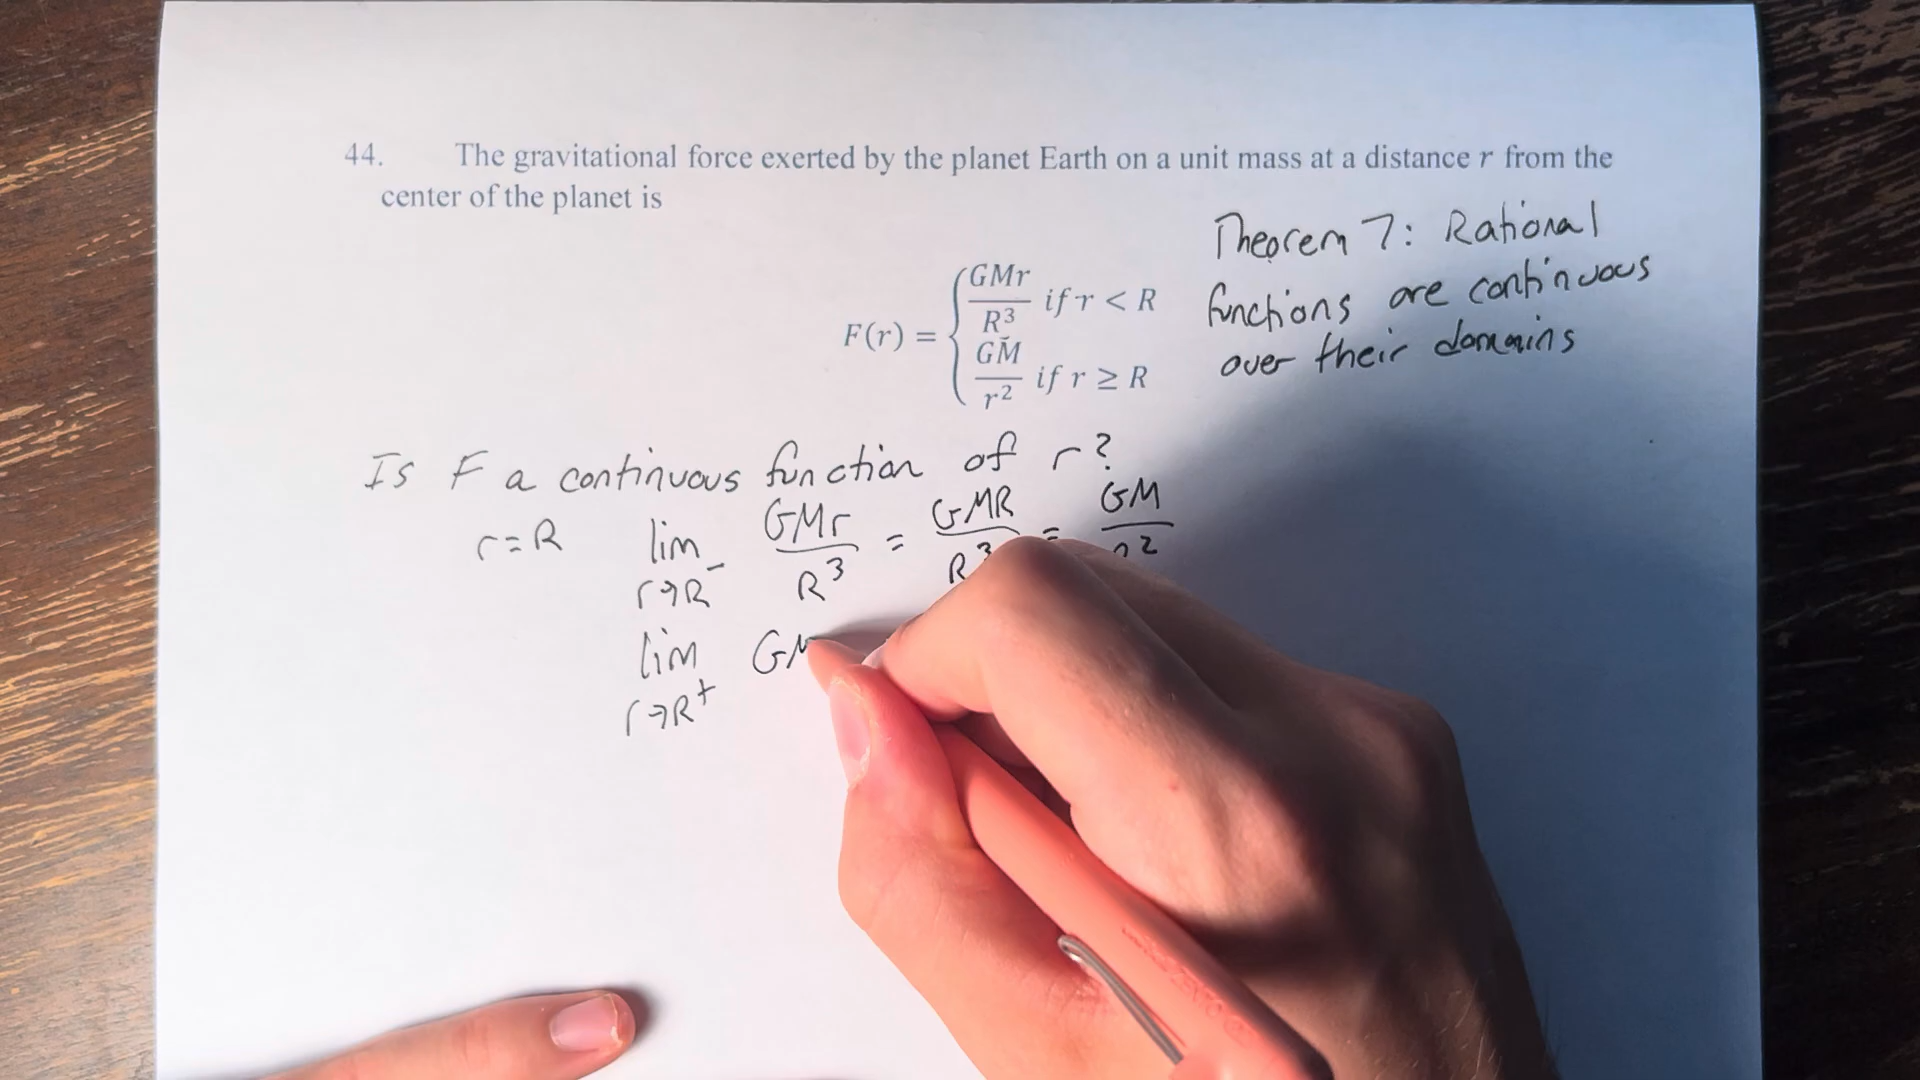 44. The gravitational force exerted by the planet Earth on a unit mass at a distance r from the
center of the planet is
F(r) = { GMr/R³ if r < R
GM/r² if r ≥ R
Theorem 7: Rational
functions are continuous
over their domains
Is F a continuous function of r?
r=R lim r→R⁻ GMr/R³ = GMR/R³ = GM/R²
lim r→R⁺ GM